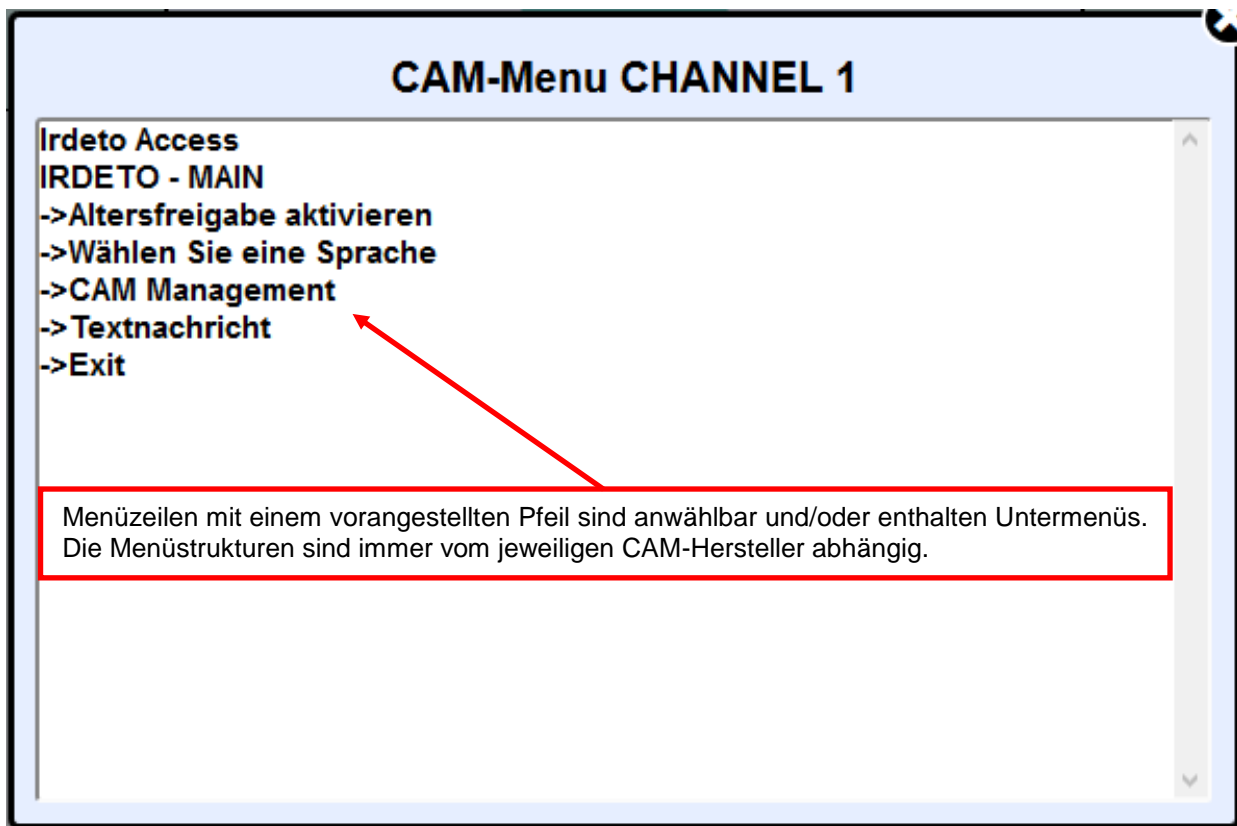 CAM-Menu CHANNEL 1
Irdeto Access
IRDETO - MAIN
->Altersfreigabe aktivieren
->Wählen Sie eine Sprache
->CAM Management
->Textnachricht
->Exit
Menüzeilen mit einem vorangestellten Pfeil sind anwählbar und/oder enthalten Untermenüs.
Die Menüstrukturen sind immer vom jeweiligen CAM-Hersteller abhängig.